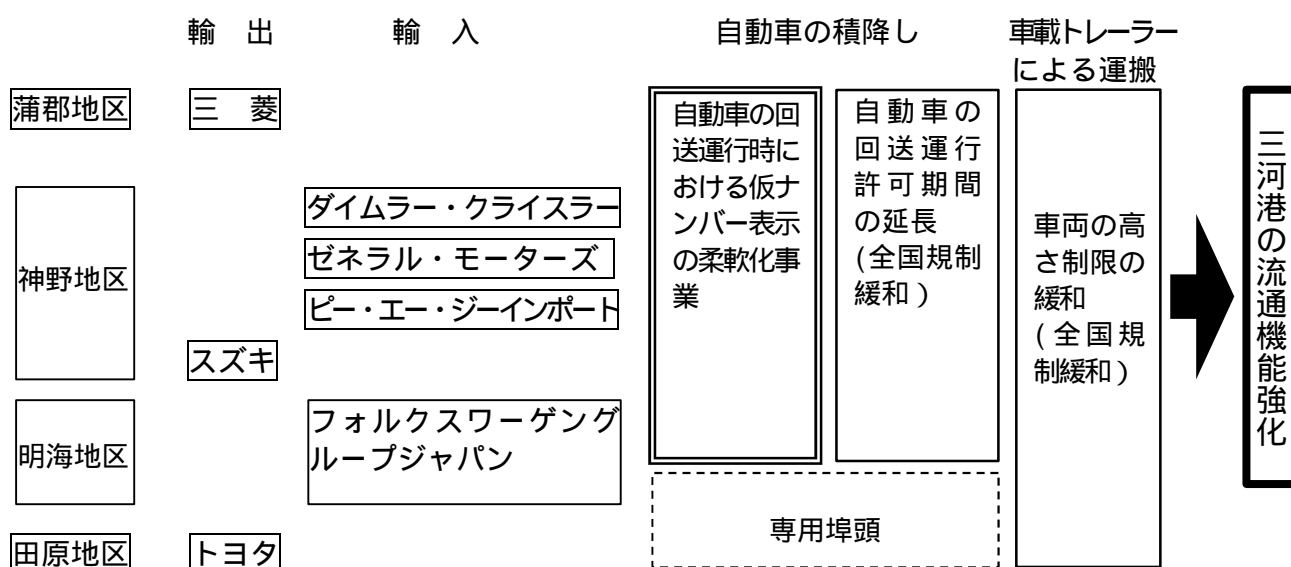 輸 出
輸 入
自動車の積降し
車載トレーラー
による運搬
蒲郡地区
三 菱
自動車の回
送運行時に
おける仮ナ
ンバー表示
の柔軟化事
業
自動車の
回送運行
許可期間
の延長
(全国規制
緩和)
車両の高
さ制限の
緩和
(全国規
制緩和)
三河港の流通機能強化
神野地区
ダイムラー・クライスラー
ゼネラル・モーターズ
ピー・エー・ジーインポート
スズキ
明海地区
フォルクスワーゲング
ループジャパン
専用埠頭
田原地区
トヨタ